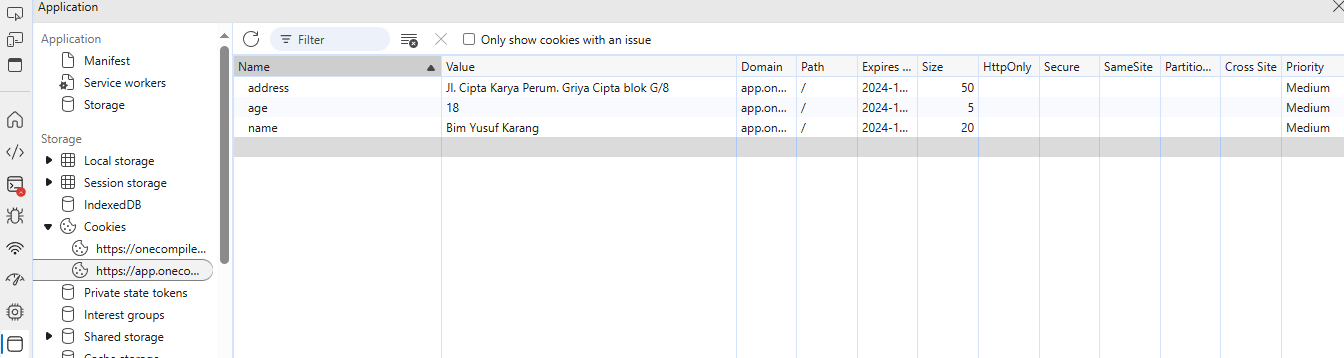 Application
Application
Manifest
Service workers
Storage
Storage
Local storage
Session storage
IndexedDB
Cookies
https://onecompile...
https://app.oneco...
Private state tokens
Interest groups
Shared storage
Cache storage
Filter
Only show cookies with an issue
Name Value Domain Path Expires ... Size HttpOnly Secure SameSite Partitio... Cross Site Priority
address Jl. Cipta Karya Perum. Griya Cipta blok G/8 app.on... / 2024-1... 50 Medium
age 18 app.on... / 2024-1... 5 Medium
name Bim Yusuf Karang app.on... / 2024-1... 20 Medium